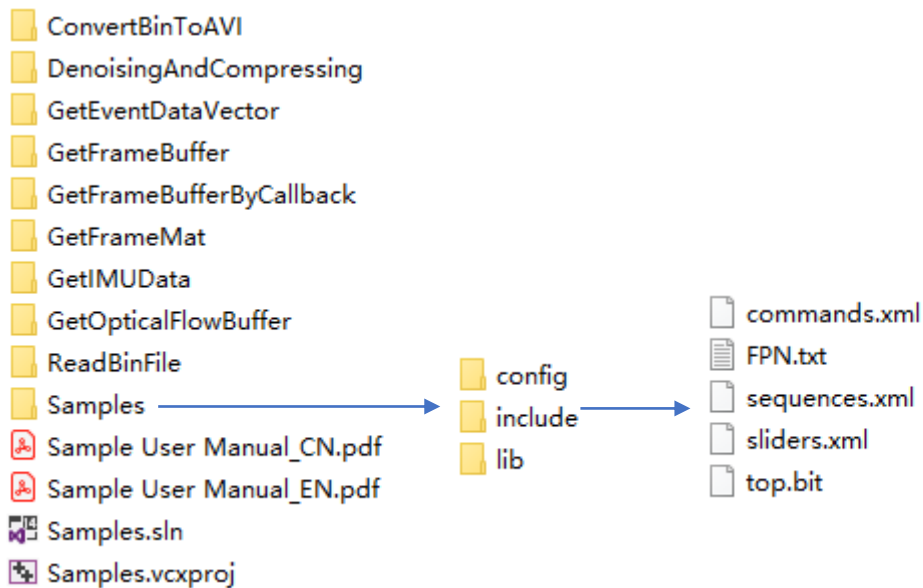 ConvertBinToAVI
DenoisingAndCompressing
GetEventDataVector
GetFrameBuffer
GetFrameBufferByCallback
GetFrameMat
GetIMUData
GetOpticalFlowBuffer
ReadBinFile
Samples
Sample User Manual_CN.pdf
Sample User Manual_EN.pdf
Samples.sln
Samples.vcxproj
config
include
lib
commands.xml
FPN.txt
sequences.xml
sliders.xml
top.bit